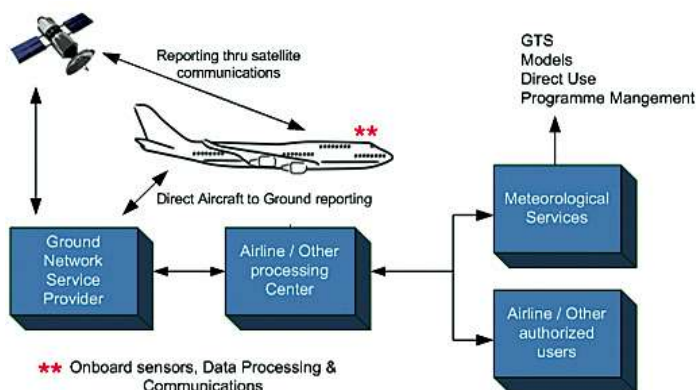 GTS
Models
Direct Use
Programme Mangement
Reporting thru satellite
communications
**
Direct Aircraft to Ground reporting
Ground
Network
Service
Provider
Airline / Other
processing
Center
Meteorological
Services
Airline / Other
authorized
users
** Onboard sensors, Data Processing &
Communications